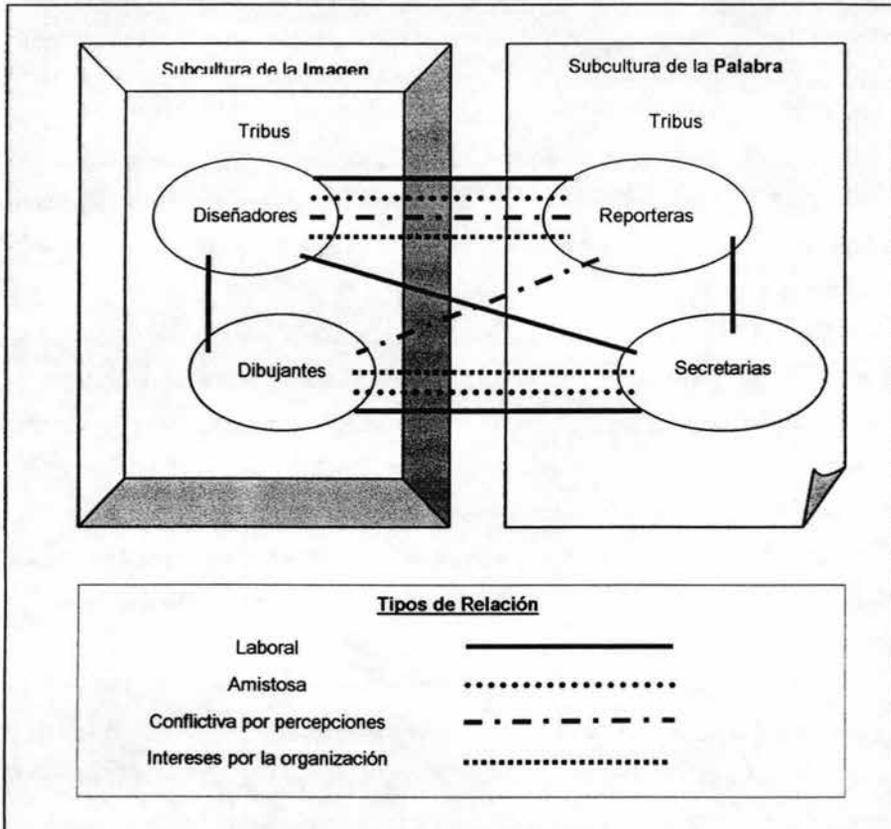 Subcultura de la Imagen
Subcultura de la Palabra
Tribus
Tribus
Diseñadores
Reporteras
Dibujantes
Secretarias
Tipos de Relación
Laboral
Amistosa
Conflictiva por percepciones
Intereses por la organización